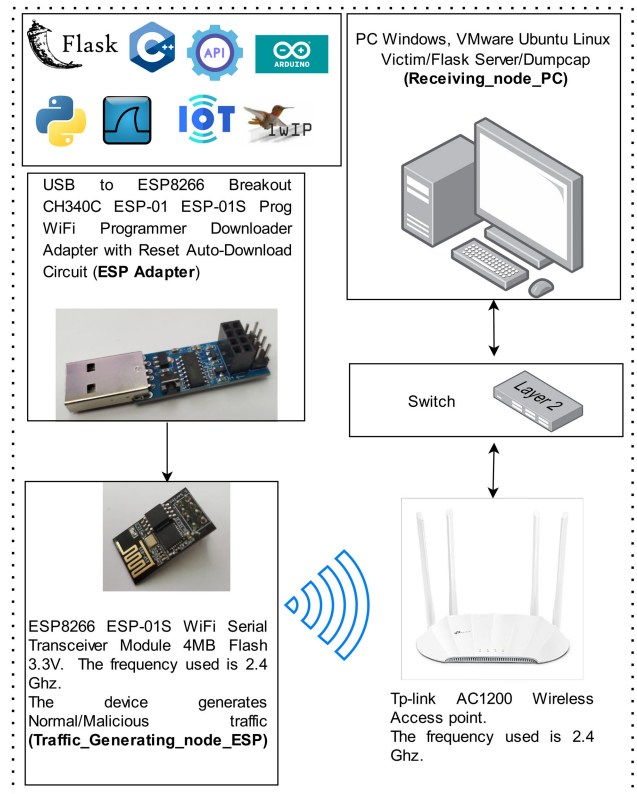 Flask
C++
API
ARDUINO
IOT
lwIP
PC Windows, VMware Ubuntu Linux
Victim/Flask Server/Dumpcap
(Receiving_node_PC)
USB to ESP8266 Breakout
CH340C ESP-01 ESP-01S Prog
WiFi Programmer Downloader
Adapter with Reset Auto-Download
Circuit (ESP Adapter)
Switch
Layer 2
ESP8266 ESP-01S WiFi Serial
Transceiver Module 4MB Flash
3.3V. The frequency used is 2.4
Ghz.
The device generates
Normal/Malicious traffic
(Traffic_Generating_node_ESP)
Tp-link AC1200 Wireless
Access point.
The frequency used is 2.4
Ghz.